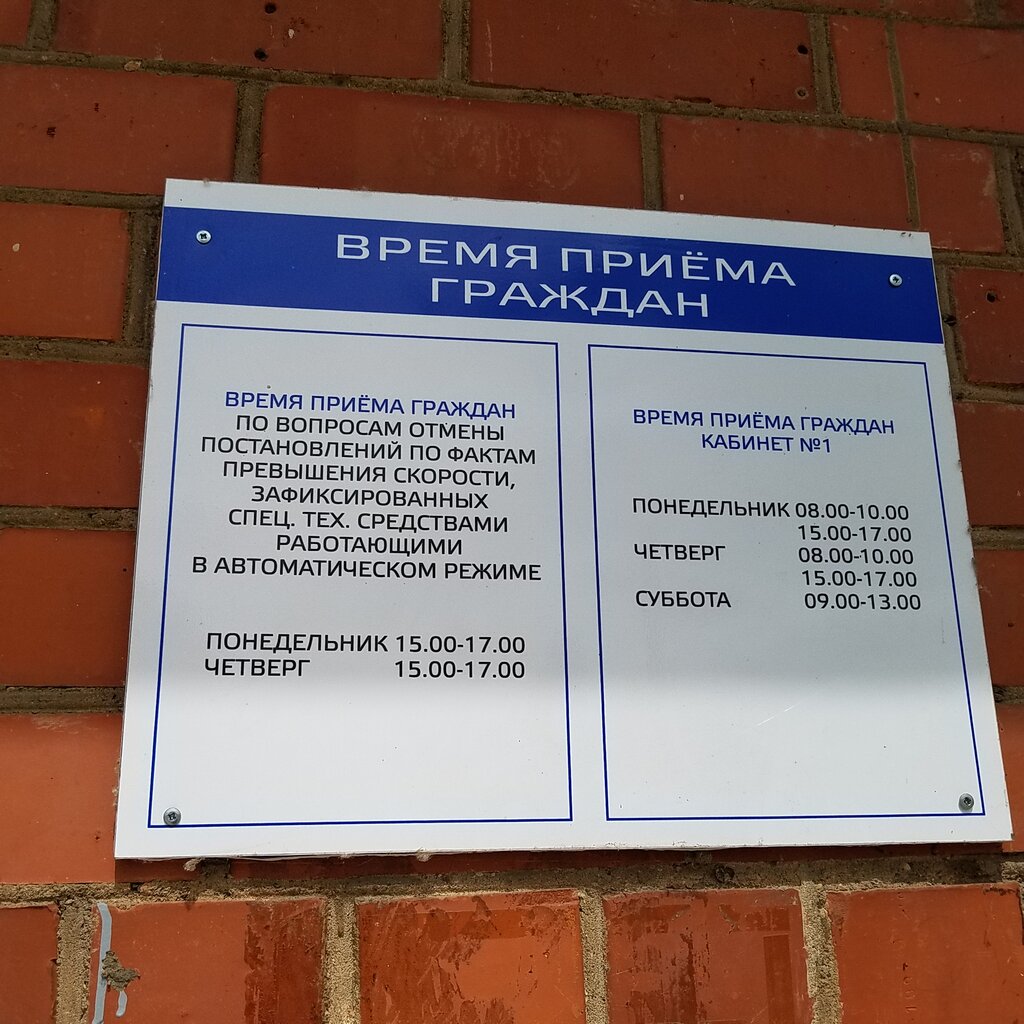 ВРЕМЯ ПРИЁМА
ГРАЖДАН
ВРЕМЯ ПРИЁМА ГРАЖДАН
ПО ВОПРОСАМ ОТМЕНЫ
ПОСТАНОВЛЕНИЙ ПО ФАКТАМ
ПРЕВЫШЕНИЯ СКОРОСТИ,
ЗАФИКСИРОВАННЫХ
СПЕЦ. ТЕХ. СРЕДСТВАМИ
РАБОТАЮЩИМИ
В АВТОМАТИЧЕСКОМ РЕЖИМЕ
ПОНЕДЕЛЬНИК 15.00-17.00
ЧЕТВЕРГ 15.00-17.00
ВРЕМЯ ПРИЁМА ГРАЖДАН
КАБИНЕТ №1
ПОНЕДЕЛЬНИК 08.00-10.00
15.00-17.00
ЧЕТВЕРГ 08.00-10.00
15.00-17.00
СУББОТА 09.00-13.00